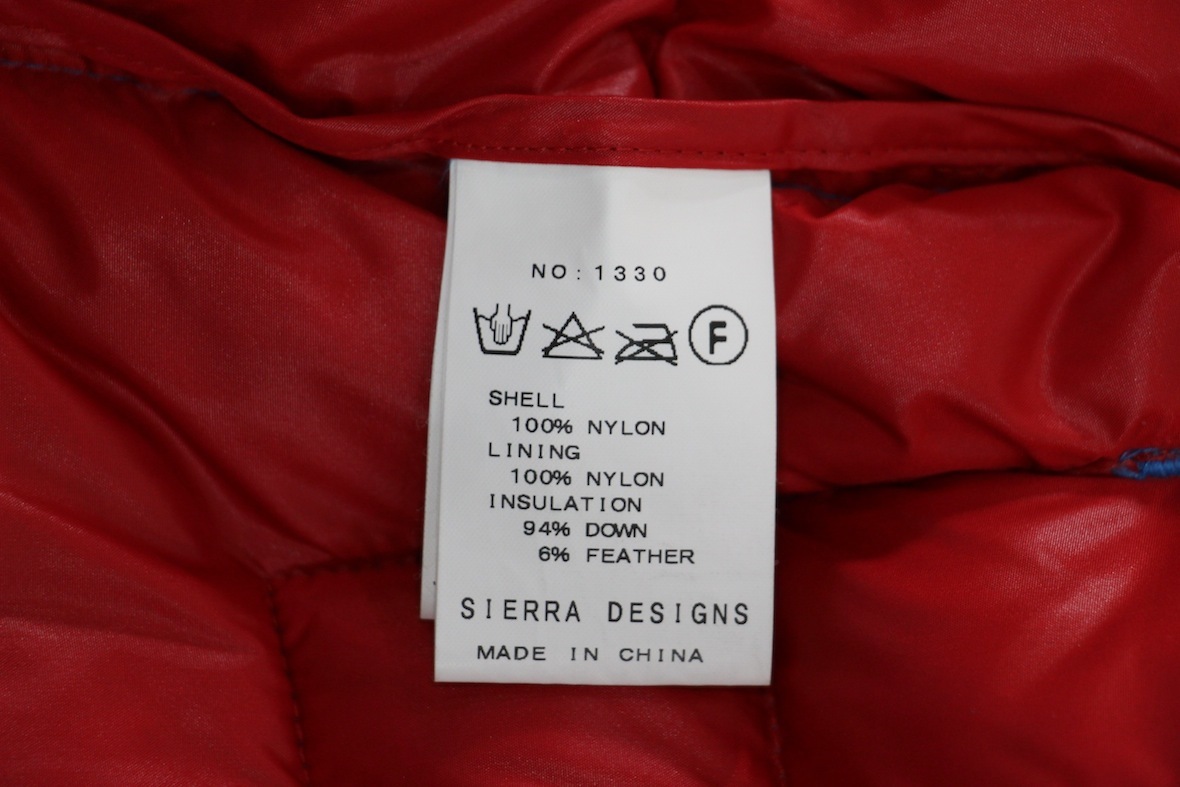 NO:1330
F
SHELL
100% NYLON
LINING
100% NYLON
INSULATION
94% DOWN
6% FEATHER
SIERRA DESIGNS
MADE IN CHINA